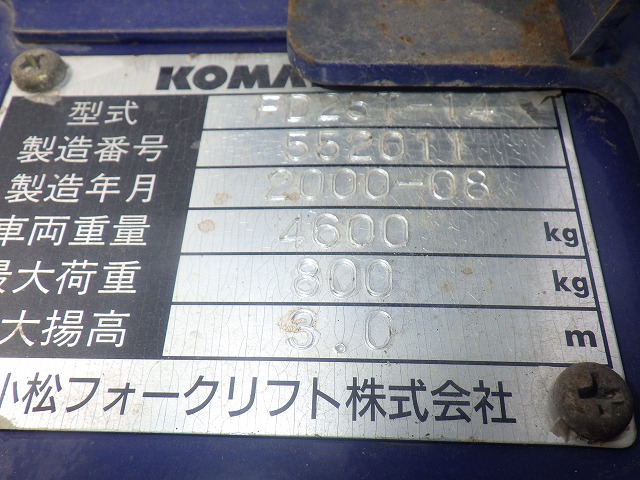 KOMA
型式 FD25T-14
製造番号 552011
製造年月 2000-08
車両重量 4600 kg
最大荷重 800 kg
大揚高 3.0 m
小松フォークリフト株式会社